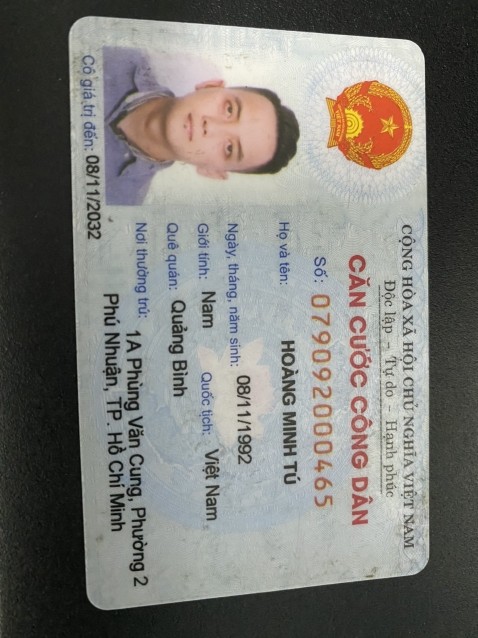 CỘNG HÒA XÃ HỘI CHỦ NGHĨA VIỆT NAM
Độc lập – Tự do – Hạnh phúc
CĂN CƯỚC CÔNG DÂN
Số: 079092000465
Họ và tên:
HOÀNG MINH TÚ
Ngày, tháng, năm sinh: 08/11/1992
Giới tính: Nam Quốc tịch: Việt Nam
Quê quán: Quảng Bình
Nơi thường trú: 1A Phùng Văn Cung, Phường 2
Phú Nhuận, TP. Hồ Chí Minh
Có giá trị đến: 08/11/2032